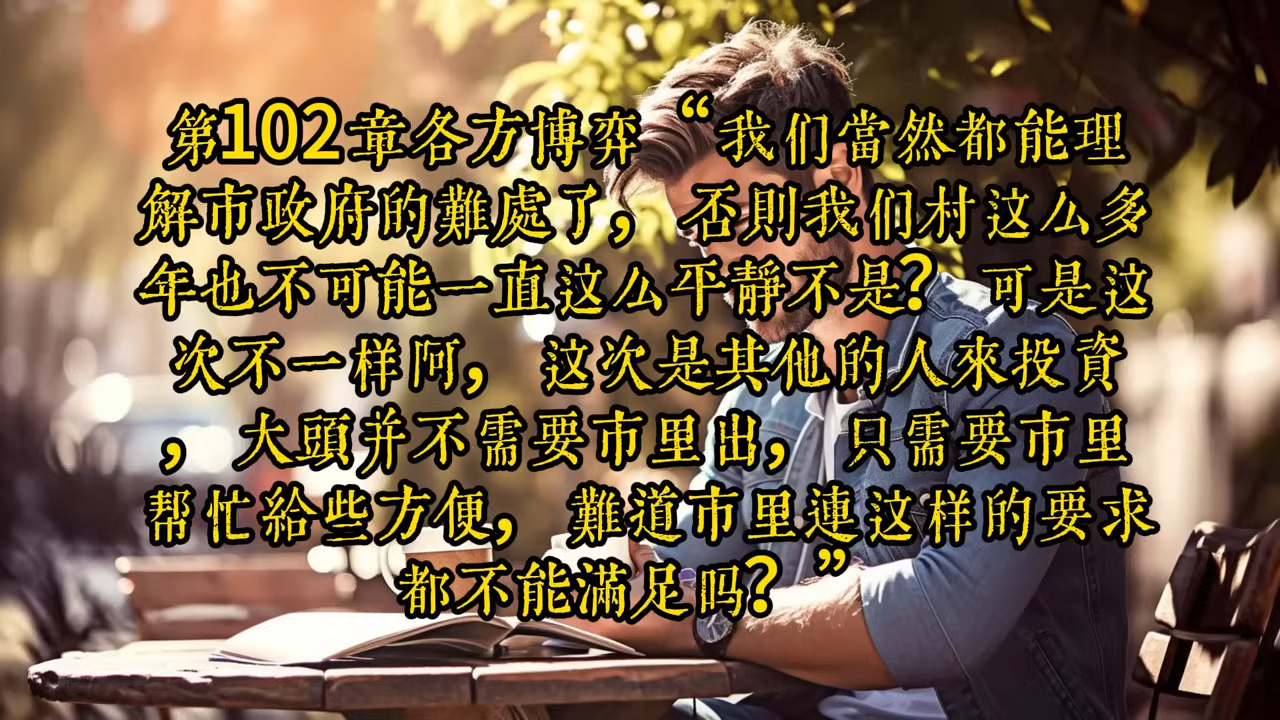 第102章各方博弈“我们當然都能理
解市政府的難處了，否則我们村这么多
年也不可能一直这么平靜不是？可是这
次不一样阿，这次是其他的人來投資
，大頭并不需要市里出，只需要市里
帮忙給些方便，難道市里連这样的要求
都不能滿足吗？”